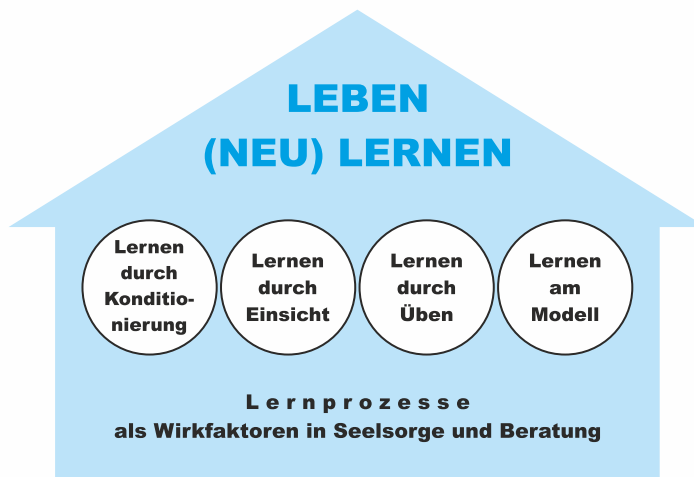 LEBEN
(NEU) LERNEN
Lernen
durch
Konditio-
nierung
Lernen
durch
Einsicht
Lernen
durch
Üben
Lernen
am
Modell
Lernprozesse
als Wirkfaktoren in Seelsorge und Beratung